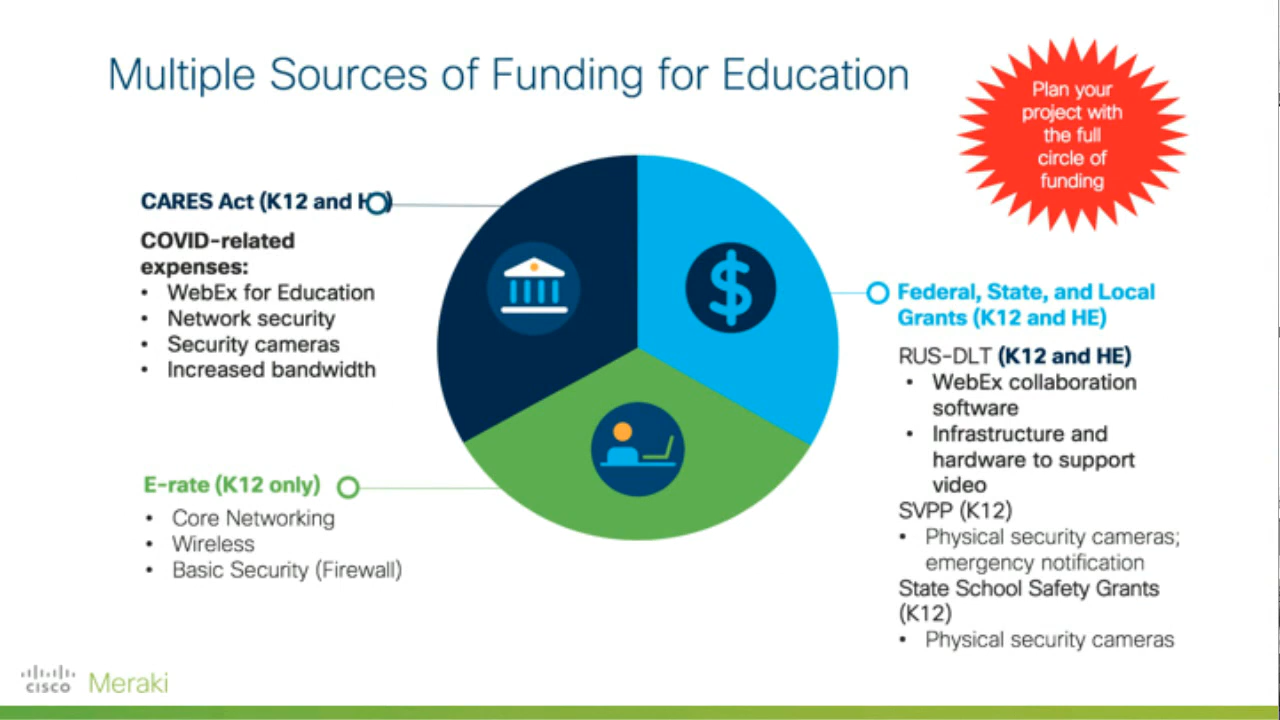 Multiple Sources of Funding for Education
Plan your
project with
the full
circle of
funding
CARES Act (K12 and H)
COVID-related
expenses:
• WebEx for Education
• Network security
• Security cameras
• Increased bandwidth
E-rate (K12 only)
• Core Networking
• Wireless
• Basic Security (Firewall)
Federal, State, and Local
Grants (K12 and HE)
RUS-DLT (K12 and HE)
• WebEx collaboration
software
• Infrastructure and
hardware to support
video
SVPP (K12)
• Physical security cameras;
emergency notification
State School Safety Grants
(K12)
• Physical security cameras
CISCO Meraki